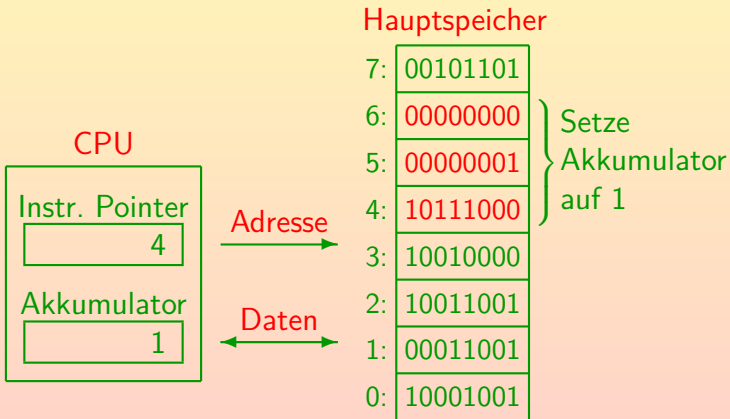 Hauptspeicher
7: 00101101
6: 00000000
5: 00000001
4: 10111000
3: 10010000
2: 10011001
1: 00011001
0: 10001001
Setze
Akkumulator
auf 1
CPU
Instr. Pointer
4
Akkumulator
1
Adresse
Daten